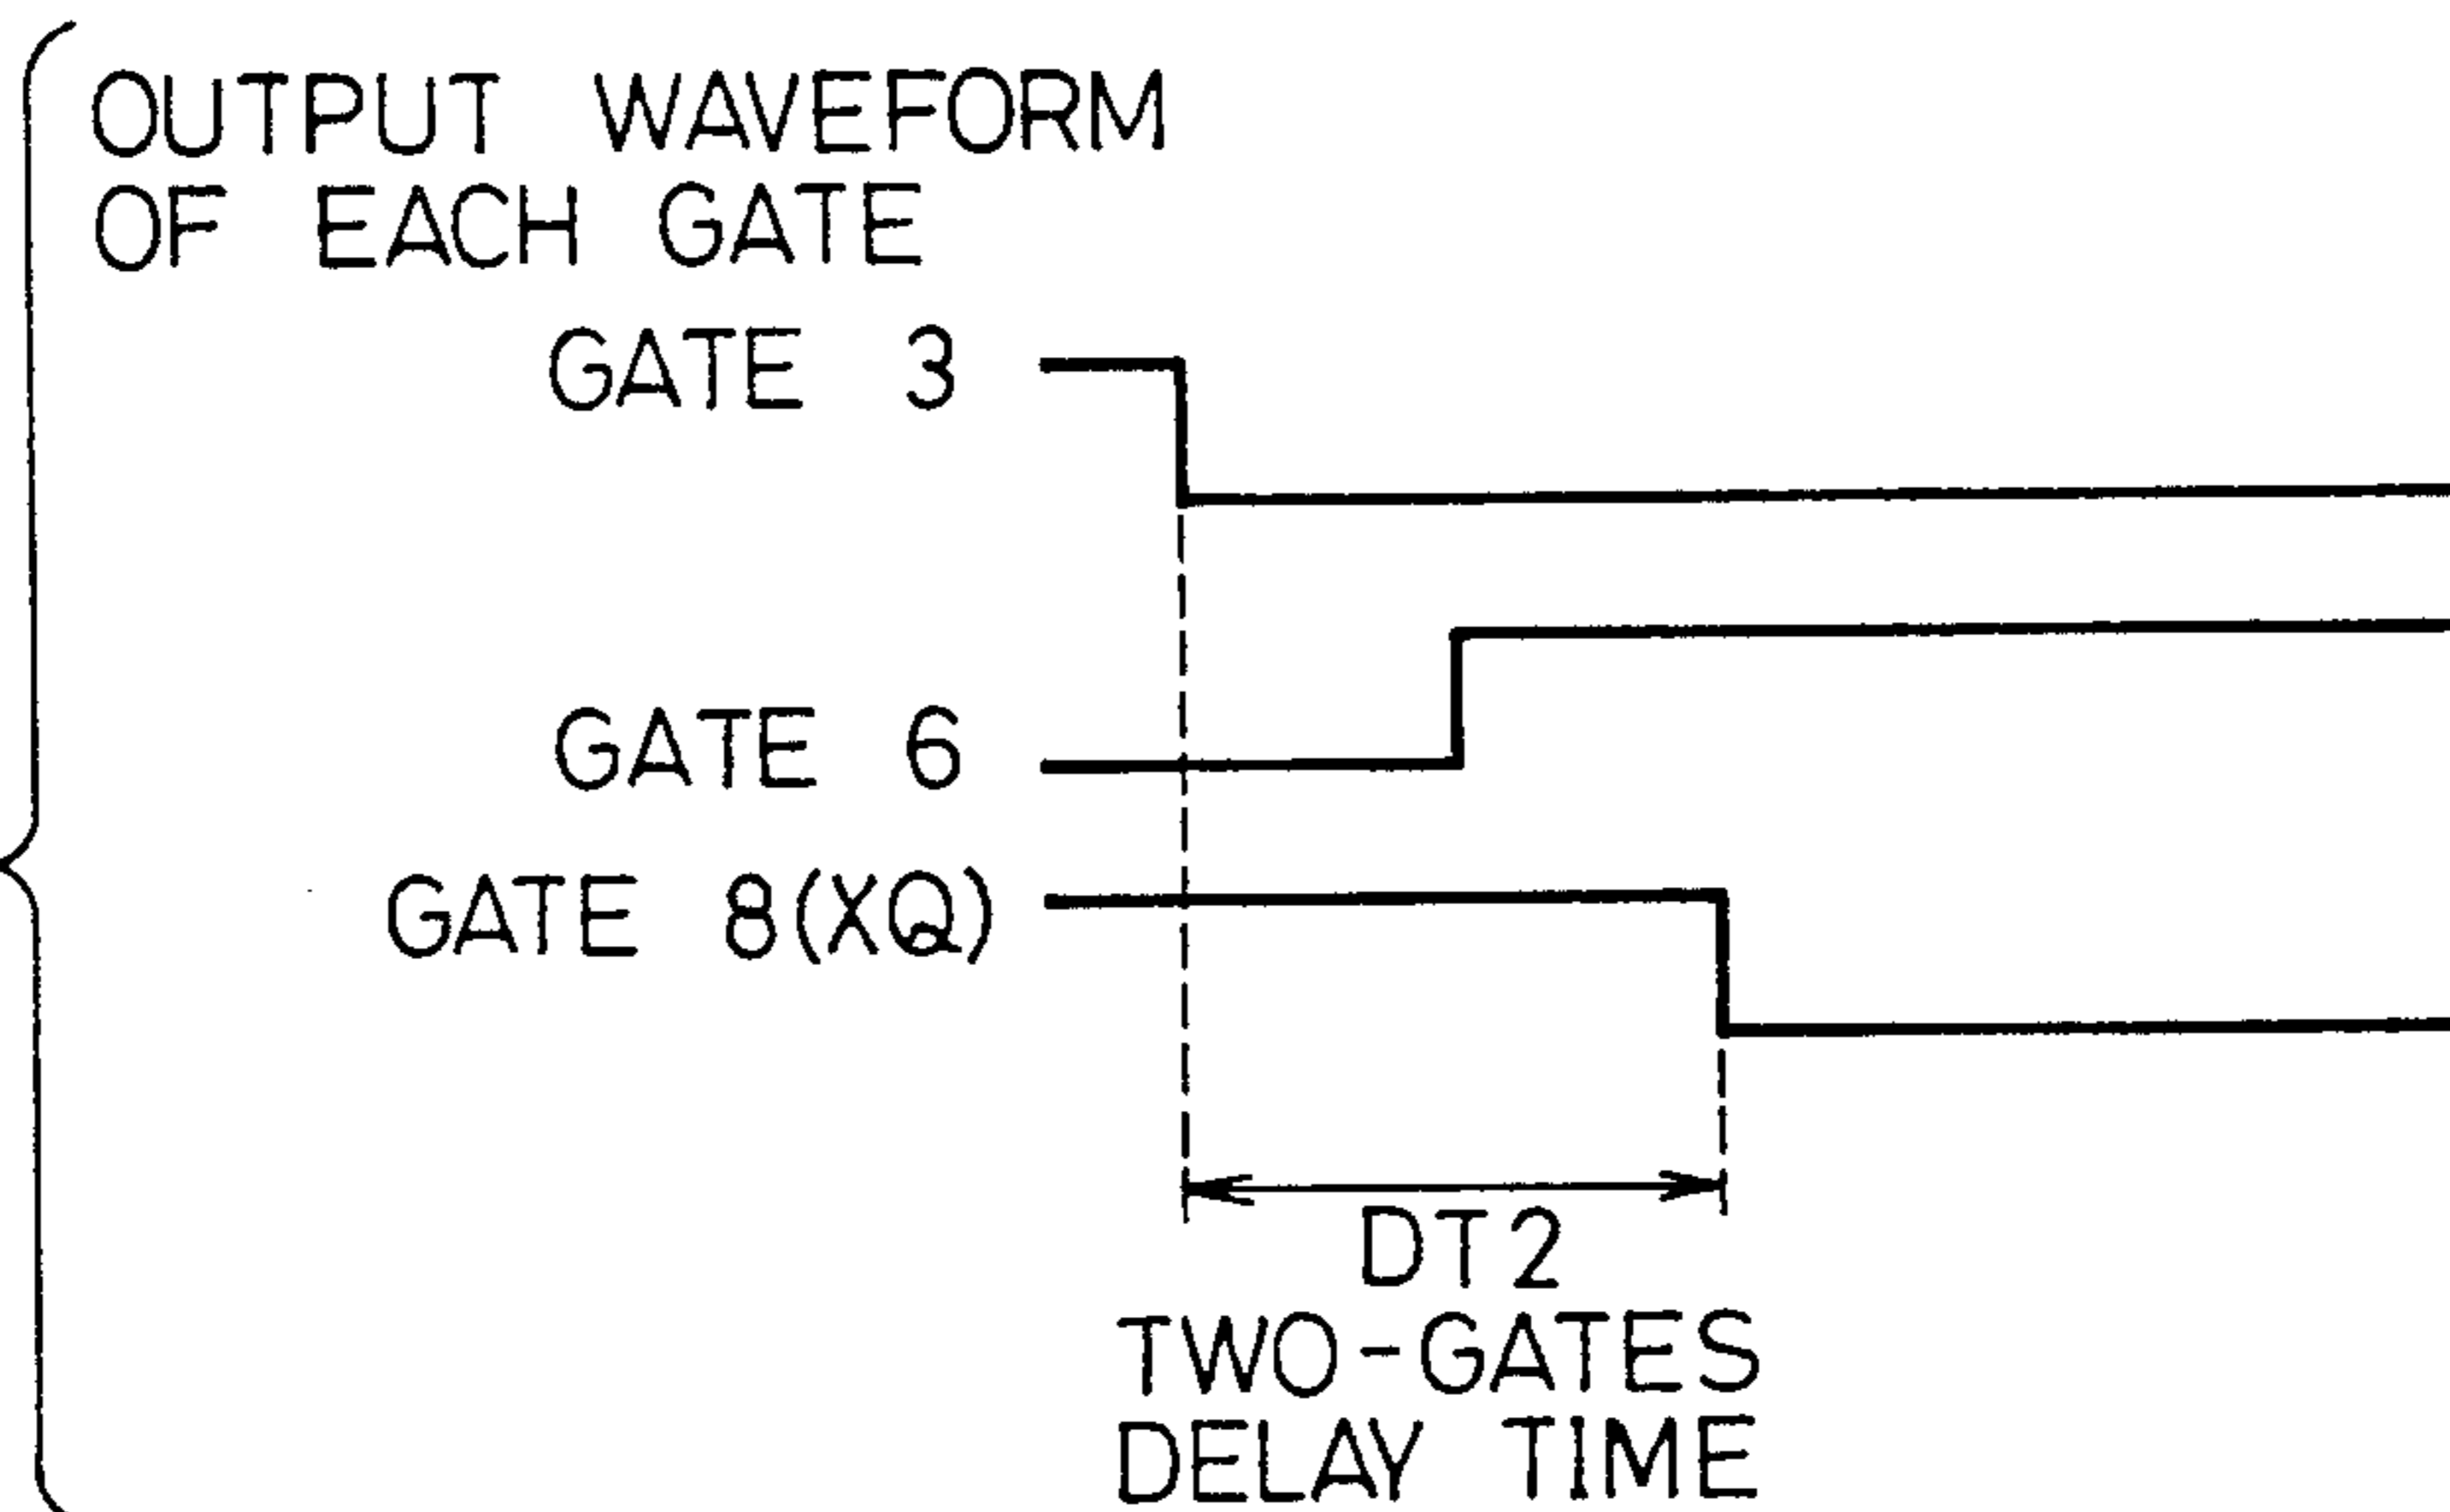 OUTPUT WAVEFORM
OF EACH GATE
GATE 3
GATE 6
GATE 8(XQ)
DT2
TWO-GATES
DELAY TIME